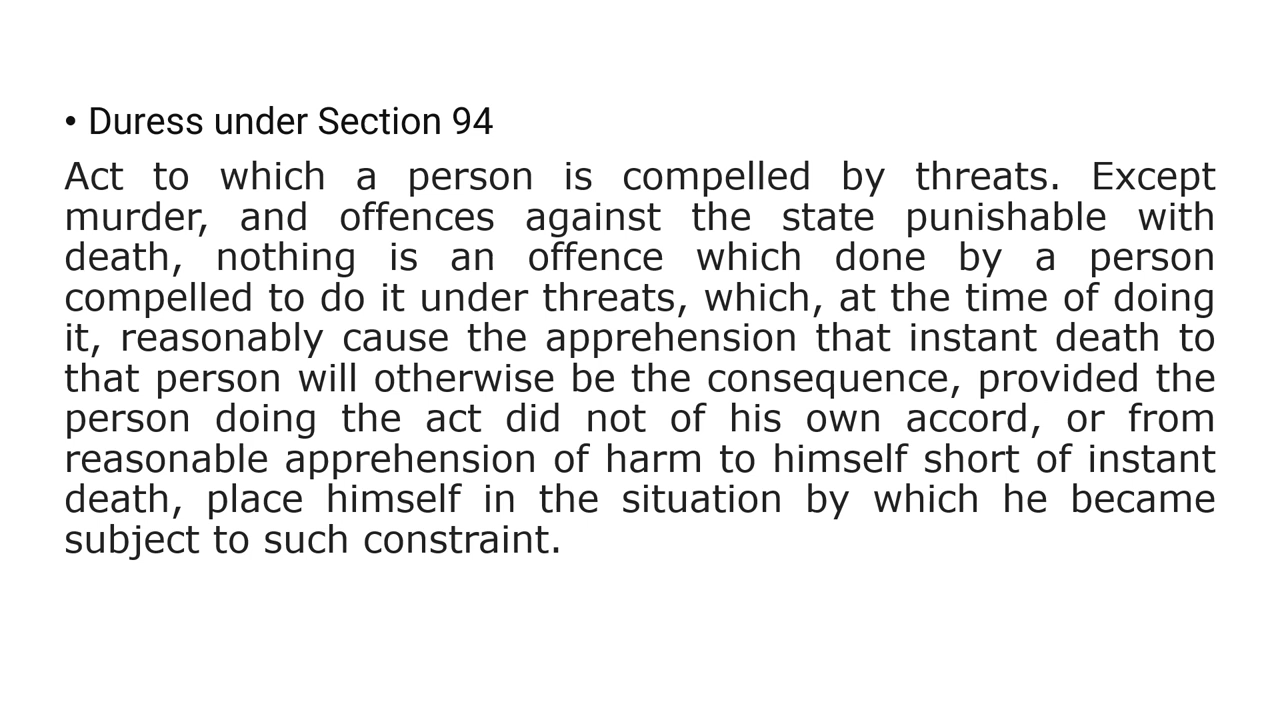 • Duress under Section 94
Act to which a person is compelled by threats. Except
murder, and offences against the state punishable with
death, nothing is an offence which done by a person
compelled to do it under threats, which, at the time of doing
it, reasonably cause the apprehension that instant death to
that person will otherwise be the consequence, provided the
person doing the act did not of his own accord, or from
reasonable apprehension of harm to himself short of instant
death, place himself in the situation by which he became
subject to such constraint.